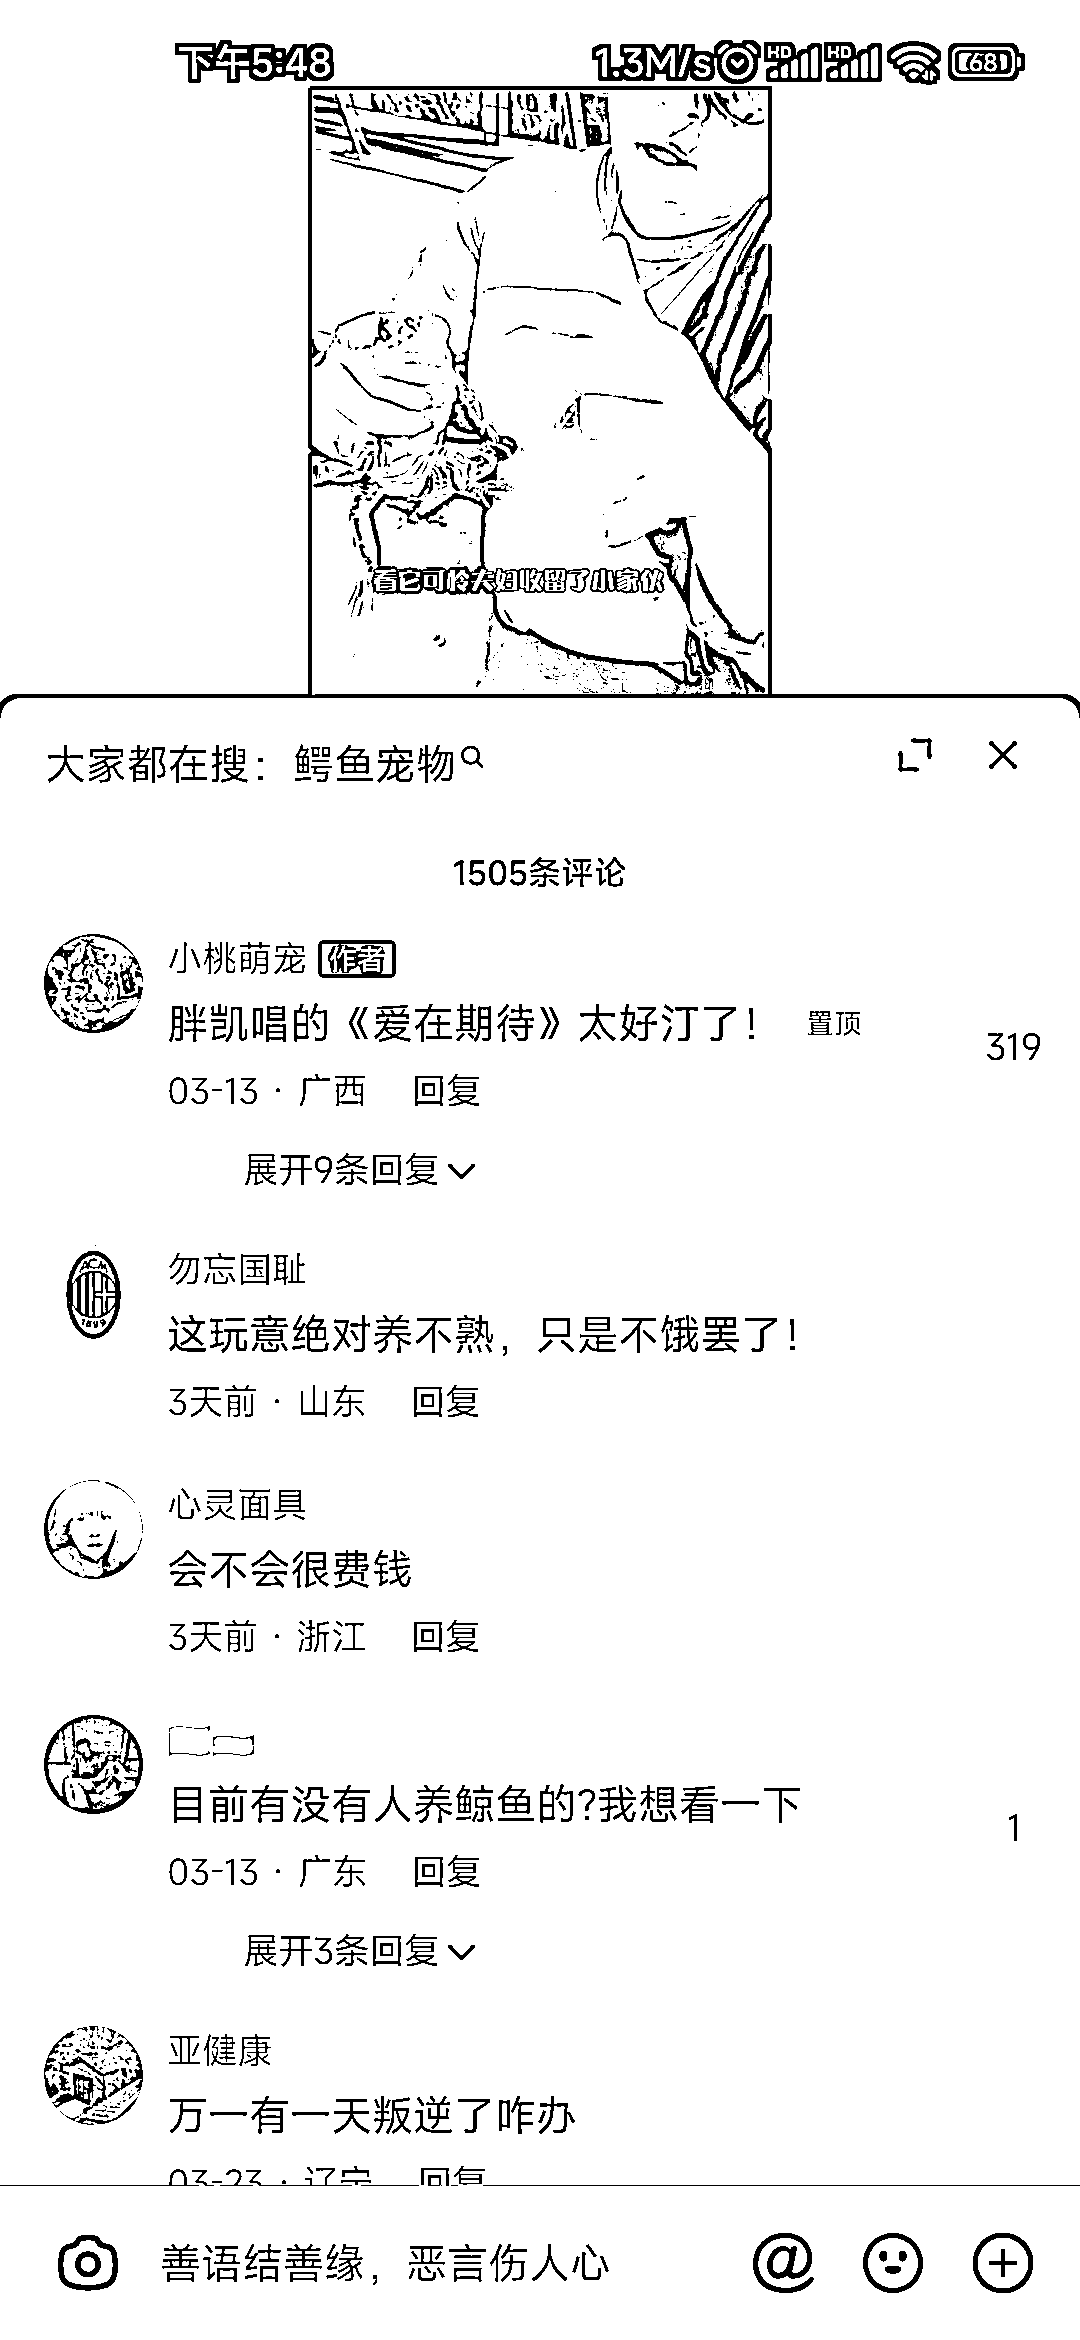 下午5:48
1.3M/s HD HD 68
看它可怜夫妇收留了小家伙
大家都在搜：鳄鱼宠物
1505条评论
小桃萌宠 作者
胖凯唱的《爱在期待》太好汀了！ 置顶
319
03-13 · 广西 回复
展开9条回复
ACM
1899
勿忘国耻
这玩意绝对养不熟，只是不饿罢了！
3天前 · 山东 回复
心灵面具
会不会很费钱
3天前 · 浙江 回复
目前有没有人养鲸鱼的?我想看一下
1
03-13 · 广东 回复
展开3条回复
亚健康
万一有一天叛逆了咋办
03-23 · 辽宁 回复
善语结善缘，恶言伤人心
@